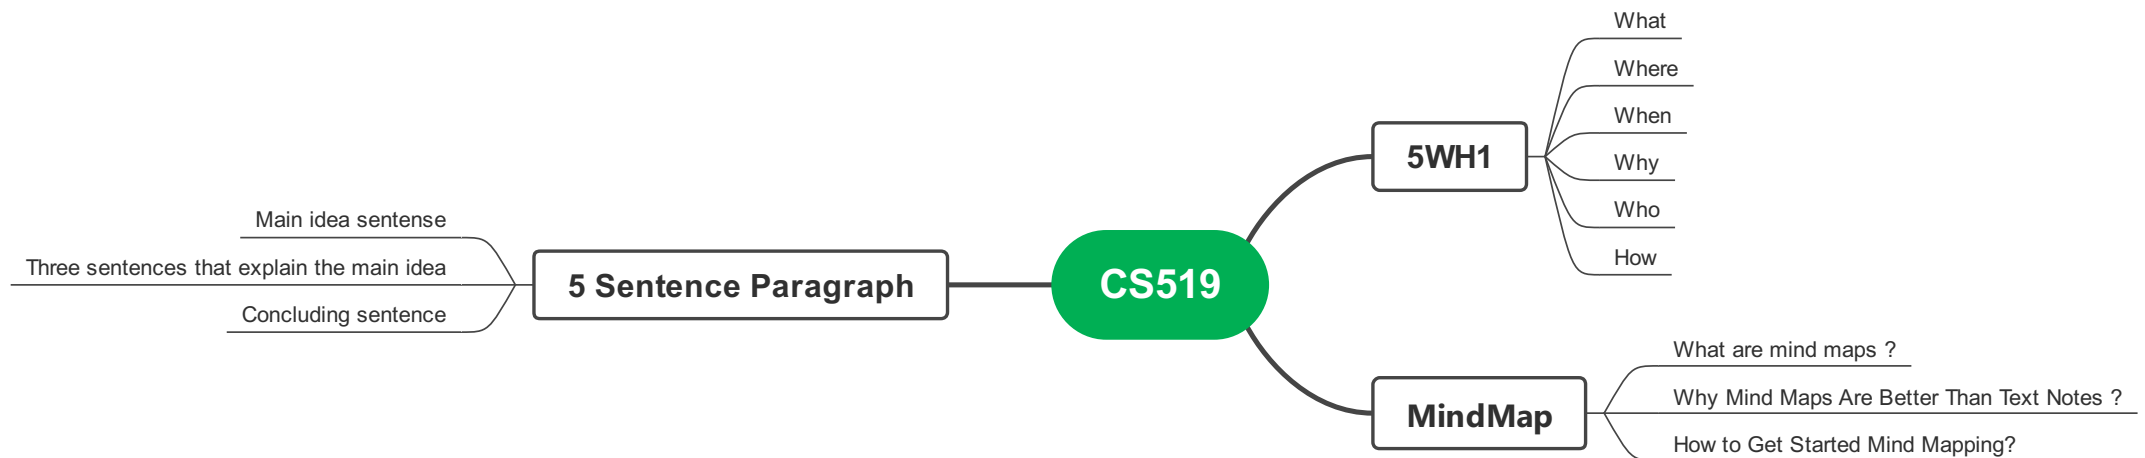 CS519
5WH1
What
Where
When
Why
Who
How
MindMap
What are mind maps ?
Why Mind Maps Are Better Than Text Notes ?
How to Get Started Mind Mapping?
5 Sentence Paragraph
Main idea sentense
Three sentences that explain the main idea
Concluding sentence